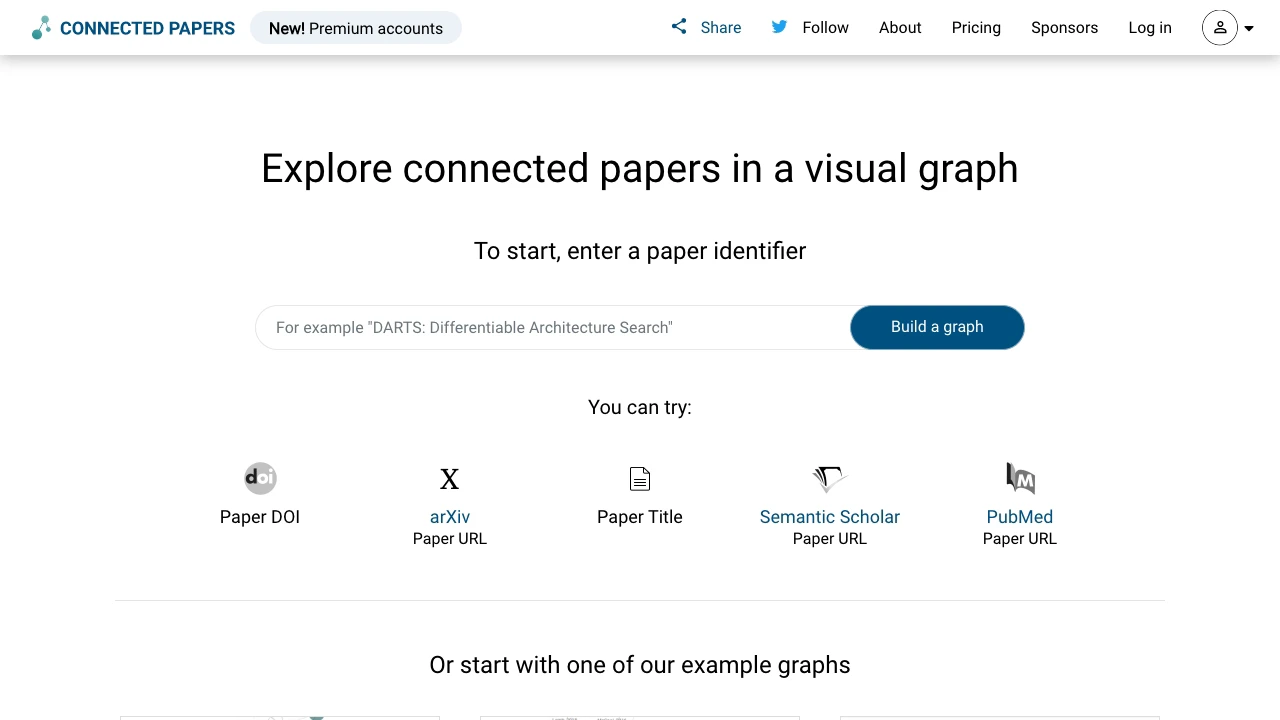 CONNECTED PAPERS New! Premium accounts Share Follow About Pricing Sponsors Log in
Explore connected papers in a visual graph
To start, enter a paper identifier
For example "DARTS: Differentiable Architecture Search" Build a graph
You can try:
doi X M
Paper DOI arXiv Paper Title Semantic Scholar PubMed
Paper URL Paper URL Paper URL
Or start with one of our example graphs